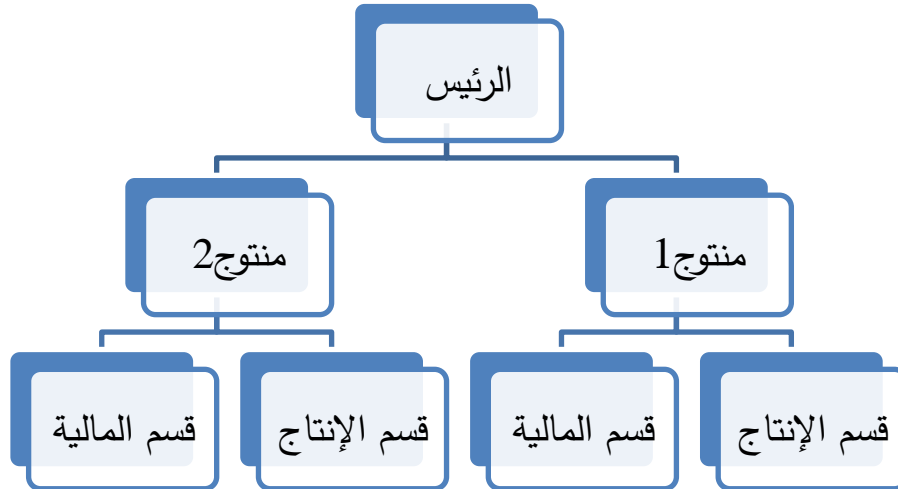 الرئيس
منتوج1
منتوج2
قسم الإنتاج
قسم المالية
قسم الإنتاج
قسم المالية